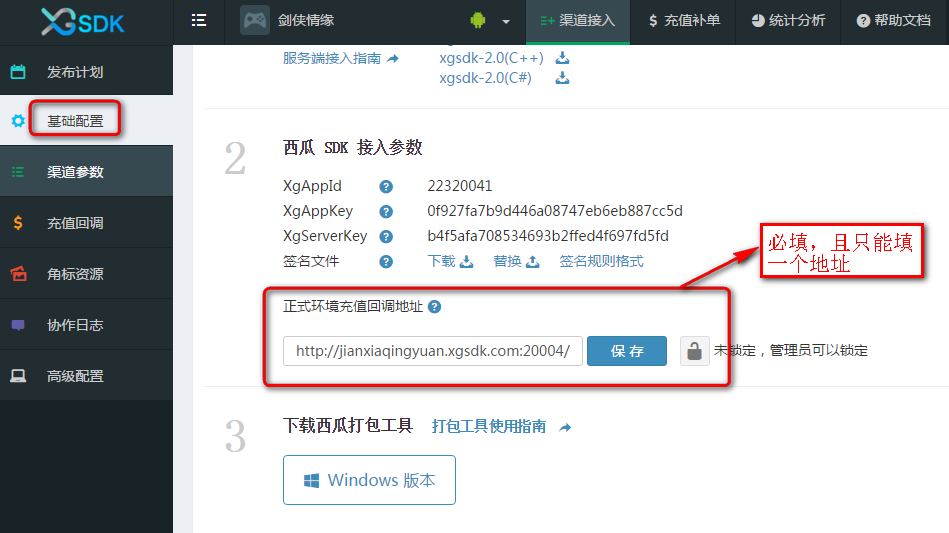 XGSDK
剑侠情缘
渠道接入
充值补单
统计分析
帮助文档
发布计划
基础配置
渠道参数
充值回调
角标资源
协作日志
高级配置
服务端接入指南
xgsdk-2.0(C++)
xgsdk-2.0(C#)
2
西瓜 SDK 接入参数
XgAppId 22320041
XgAppKey 0f927fa7b9d446a08747eb6eb887cc5d
XgServerKey b4f5afa708534693b2ffed4f697fd5fd
签名文件 下载 替换 签名规则格式
必填，且只能填
一个地址
正式环境充值回调地址
http://jianxiaqingyuan.xgsdk.com:20004/ 保 存 未锁定，管理员可以锁定
3
下载西瓜打包工具 打包工具使用指南
Windows 版本